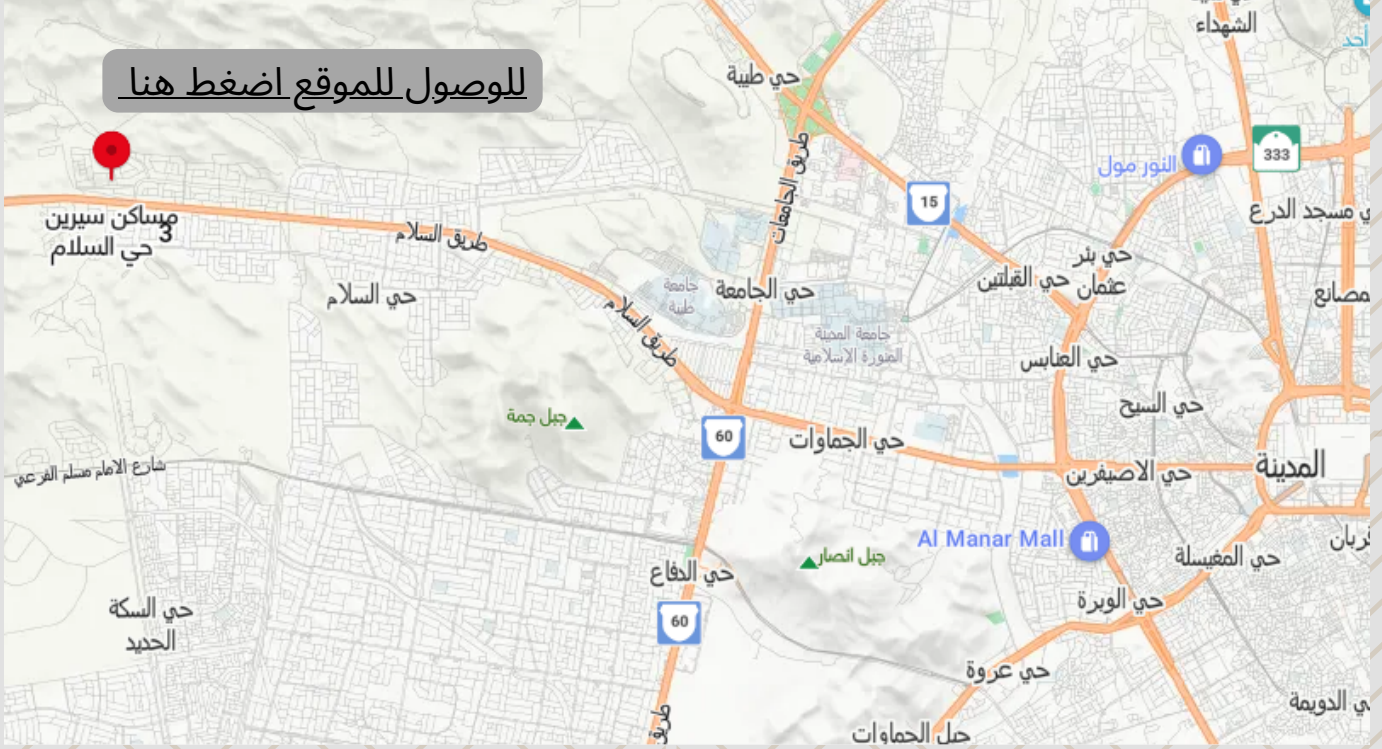 الشهداء
احد
للوصول للموقع اضغط هنا
حي طيبة
النور مول
333
طريق الجامعات
15
مساكن سيرين
3
حي السلام
طريق السلام
ي مسجد الدرع
حي بئر
عثمان
حي القبلتين
جامعة
طيبة
حي الجامعة
حي السلام
مصانع
طريق السلام
جامعة المدينة
المنورة الإسلامية
حي العنابس
حي السيح
جبل جمة
60
حي الجماوات
شارع الامام مسلم القرعي
حي الاصيفرين
المدينة
Al Manar Mall
جبل انصار
قربان
حي المغيسلة
حي الدفاع
حي السكة
الحديد
حي الوبرة
60
حي عروة
ي الدويمة
طريق
جبل الجماوات